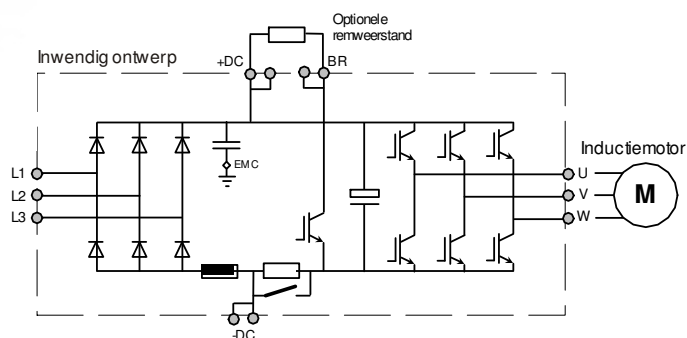 Optionele
remweerstand
Inwendig ontwerp
+DC
BR
EMC
Inductiemotor
L1
L2
L3
U
V
W
M
-DC